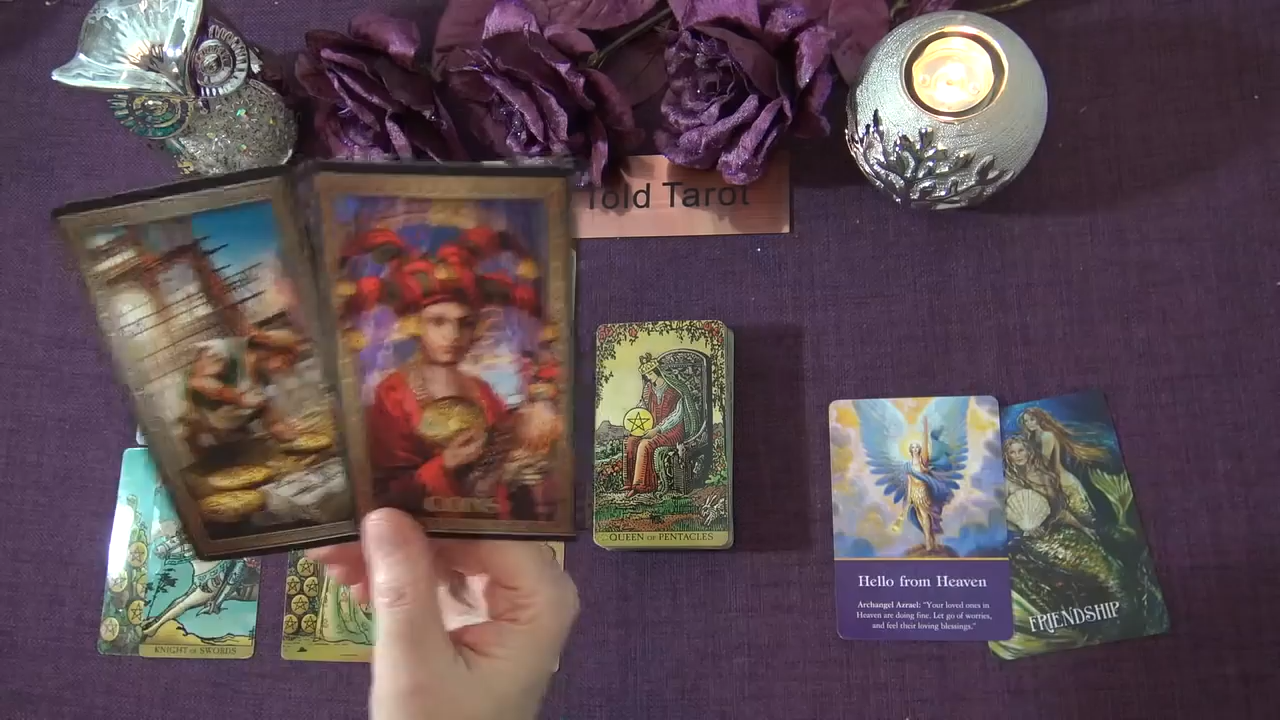 Told Tarot
QUEEN OF PENTACLES
Hello from Heaven
Archangel Azrael: "Your loved ones in
Heaven are doing fine. Let go of worries,
and feel their loving blessings."
FRIENDSHIP
KNIGHT OF SWORDS